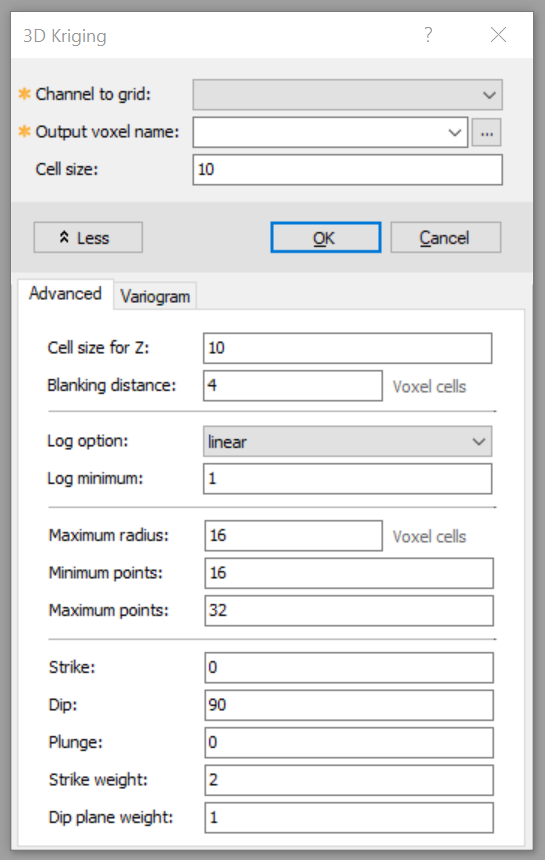 3D Kriging ?
* Channel to grid:
* Output voxel name: ...
Cell size: 10
Less OK Cancel
Advanced Variogram
Cell size for Z: 10
Blanking distance: 4 Voxel cells
Log option: linear
Log minimum: 1
Maximum radius: 16 Voxel cells
Minimum points: 16
Maximum points: 32
Strike: 0
Dip: 90
Plunge: 0
Strike weight: 2
Dip plane weight: 1